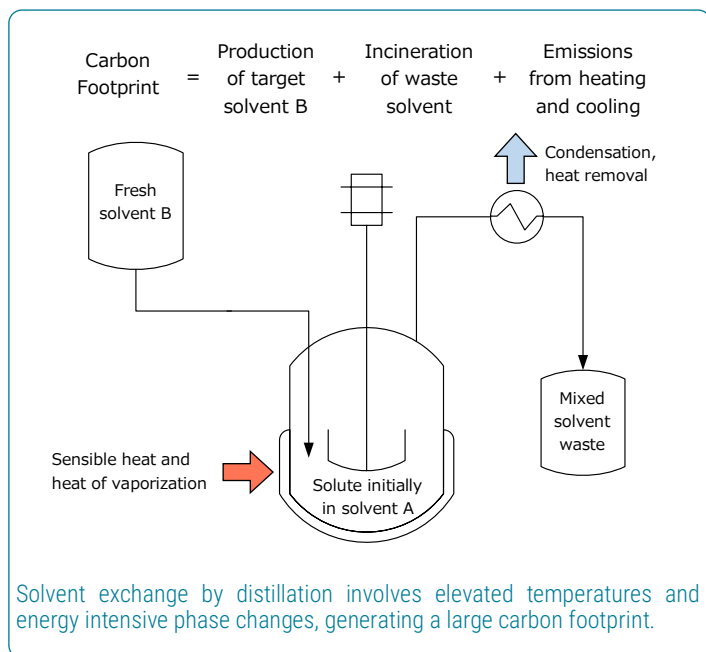 Carbon
Footprint
=
Production
of target
solvent B
+
Incineration
of waste
solvent
+
Emissions
from heating
and cooling
Condensation,
heat removal
Fresh
solvent B
Mixed
solvent
waste
Sensible heat and
heat of vaporization
Solute initially
in solvent A
Solvent exchange by distillation involves elevated temperatures and
energy intensive phase changes, generating a large carbon footprint.